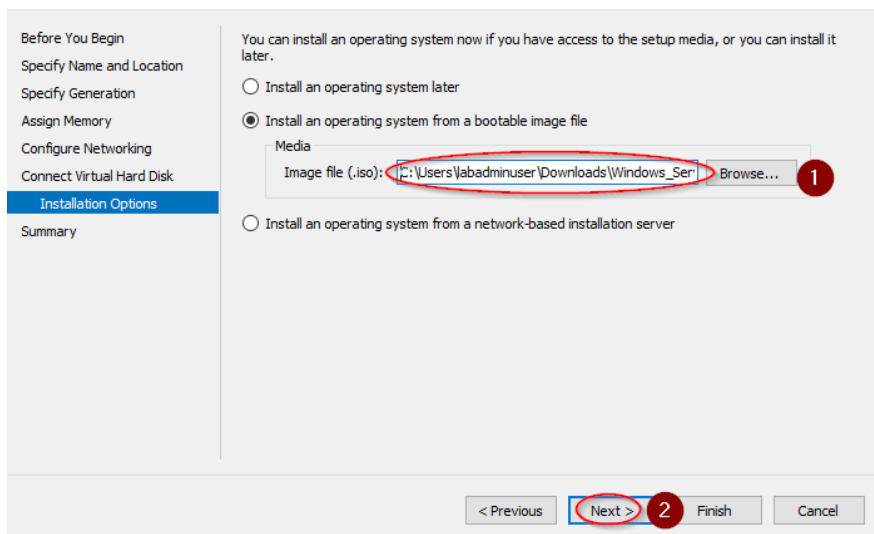 Before You Begin
Specify Name and Location
Specify Generation
Assign Memory
Configure Networking
Connect Virtual Hard Disk
Installation Options
Summary
You can install an operating system now if you have access to the setup media, or you can install it
later.
Install an operating system later
Install an operating system from a bootable image file
Media
Image file (.iso): C:\Users\labadminuser\Downloads\Windows_Ser Browse... 1
Install an operating system from a network-based installation server
< Previous Next > 2 Finish Cancel